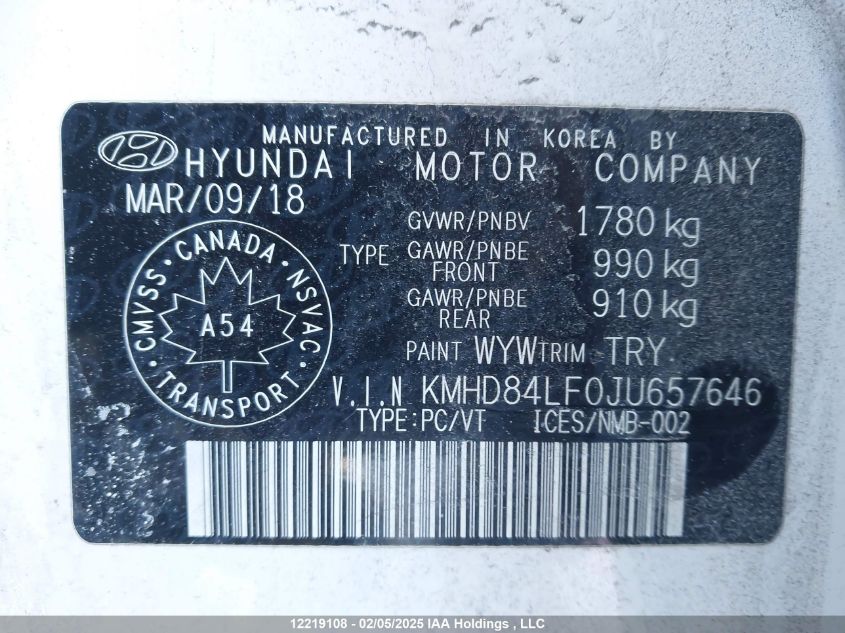 MANUFACTURED IN KOREA BY
HYUNDAI MOTOR COMPANY
MAR/09/18
GVWR/PNBV 1780 kg
TYPE GAWR/PNBE FRONT 990 kg
GAWR/PNBE REAR 910 kg
CANADA · NSVAC · TRANSPORT · CMVSS ·
A54
PAINT WYW TRIM TRY
V.I.N KMHD84LF0JU657646
TYPE:PC/VT ICES/NMB-002
12219108 - 02/05/2025 IAA Holdings , LLC